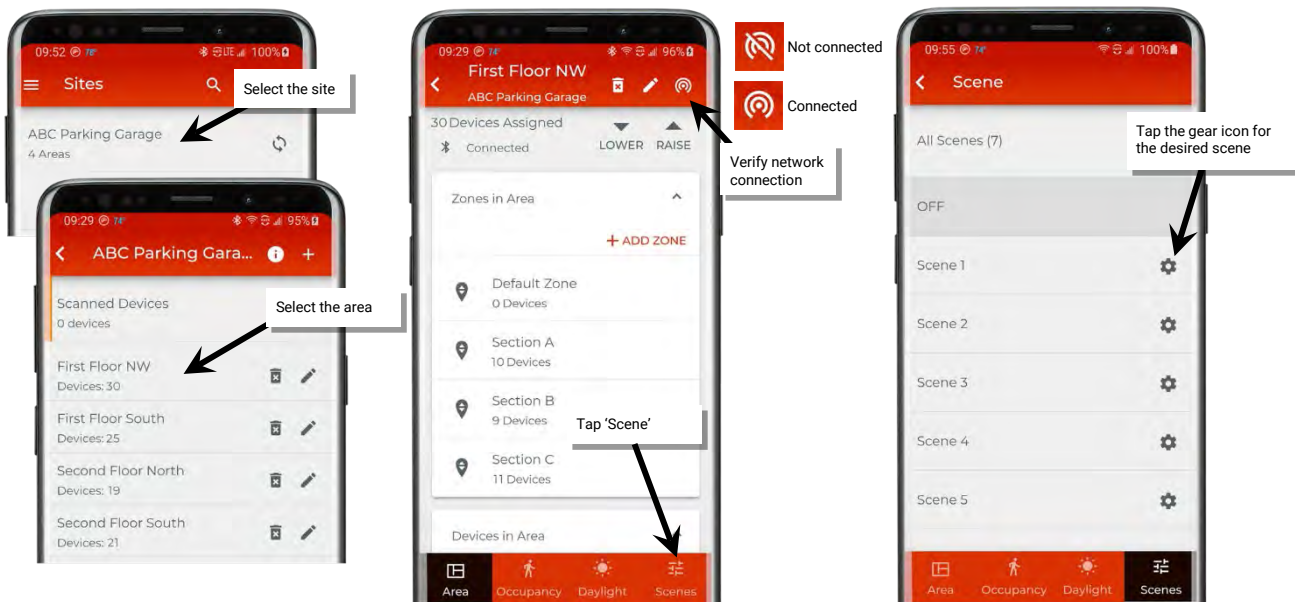 09:52 78° LTE 100%
Sites
Select the site
ABC Parking Garage
4 Areas
09:29 74° 95%
ABC Parking Gara...
Scanned Devices
0 devices
Select the area
First Floor NW
Devices: 30
First Floor South
Devices: 25
Second Floor North
Devices: 19
Second Floor South
Devices: 21
09:29 74° 96%
First Floor NW
ABC Parking Garage
30 Devices Assigned
Connected
LOWER RAISE
Zones in Area
+ ADD ZONE
Default Zone
0 Devices
Section A
10 Devices
Section B
9 Devices
Tap ‘Scene’
Section C
11 Devices
Devices in Area
Area Occupancy Daylight Scenes
Not connected
Connected
Verify network
connection
09:55 74° 100%
Scene
All Scenes (7)
Tap the gear icon for
the desired scene
OFF
Scene 1
Scene 2
Scene 3
Scene 4
Scene 5
Area Occupancy Daylight Scenes